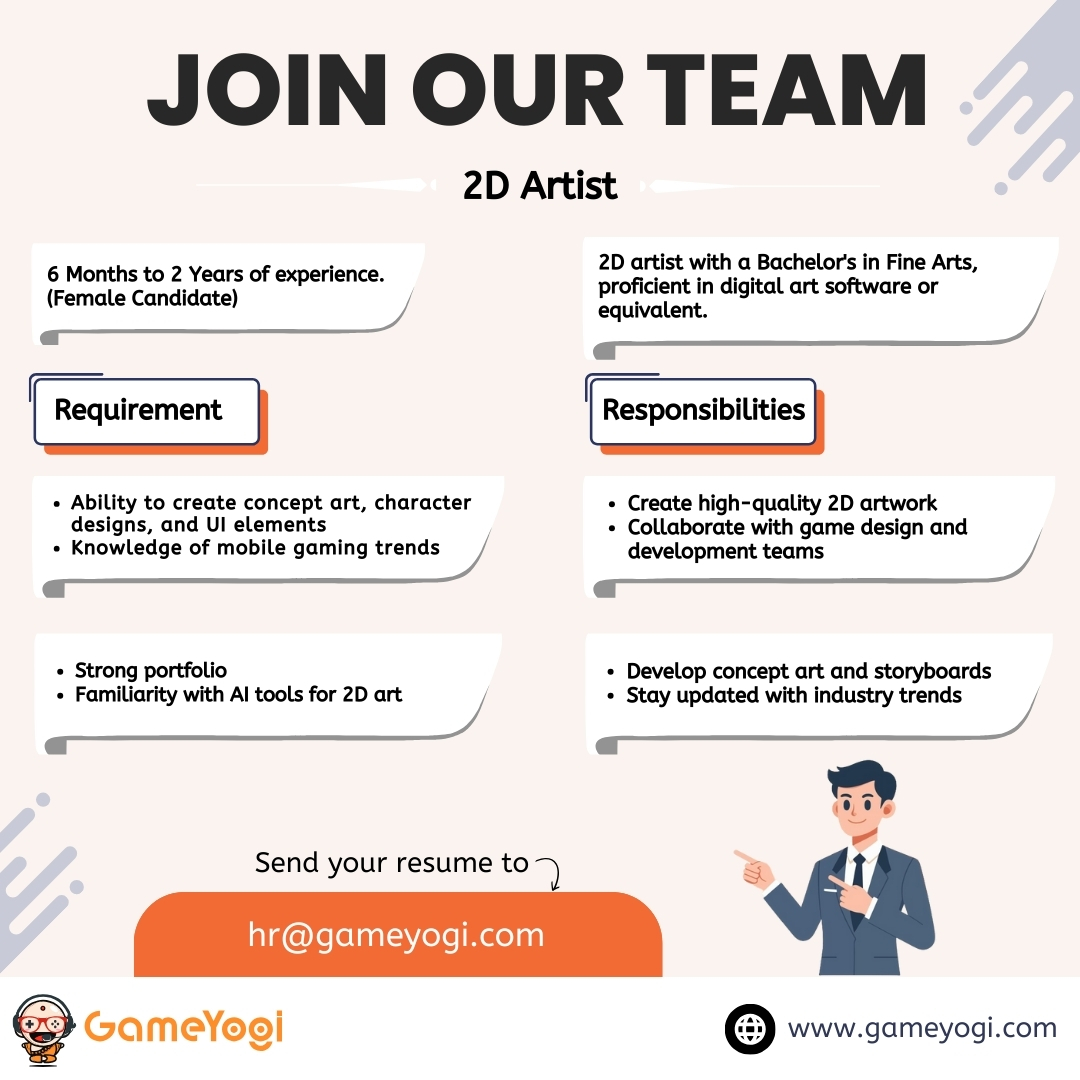 JOIN OUR TEAM
2D Artist
6 Months to 2 Years of experience.
(Female Candidate)
2D artist with a Bachelor's in Fine Arts,
proficient in digital art software or
equivalent.
Requirement
Responsibilities
• Ability to create concept art, character
designs, and UI elements
• Knowledge of mobile gaming trends
• Create high-quality 2D artwork
• Collaborate with game design and
development teams
• Strong portfolio
• Familiarity with AI tools for 2D art
• Develop concept art and storyboards
• Stay updated with industry trends
Send your resume to
hr@gameyogi.com
GameYogi
www.gameyogi.com